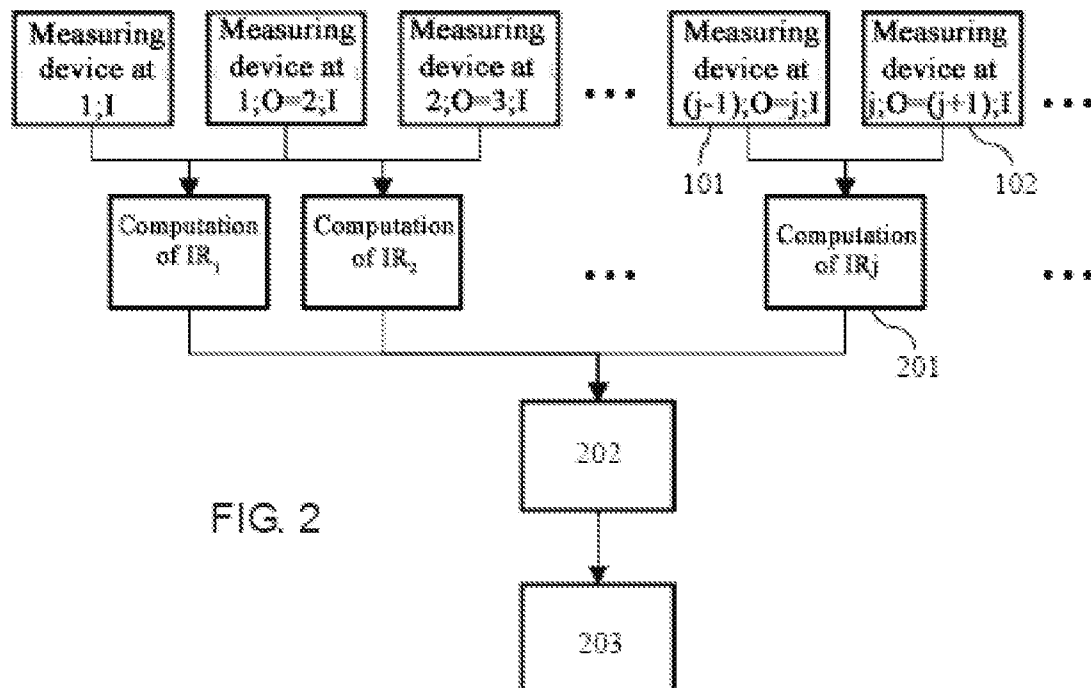 Measuring
device at
1;I
Measuring
device at
1;O=2;I
Measuring
device at
2;O=3;I
...
Measuring
device at
(j-1);O=j;I
Measuring
device at
j;O=(j+1);I
...
101
102
Computation
of IR1
Computation
of IR2
...
Computation
of IRj
...
201
202
FIG. 2
203